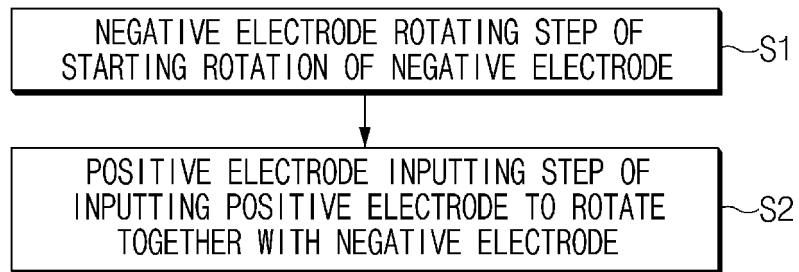 NEGATIVE ELECTRODE ROTATING STEP OF
STARTING ROTATION OF NEGATIVE ELECTRODE
S1
POSITIVE ELECTRODE INPUTTING STEP OF
INPUTTING POSITIVE ELECTRODE TO ROTATE
TOGETHER WITH NEGATIVE ELECTRODE
S2